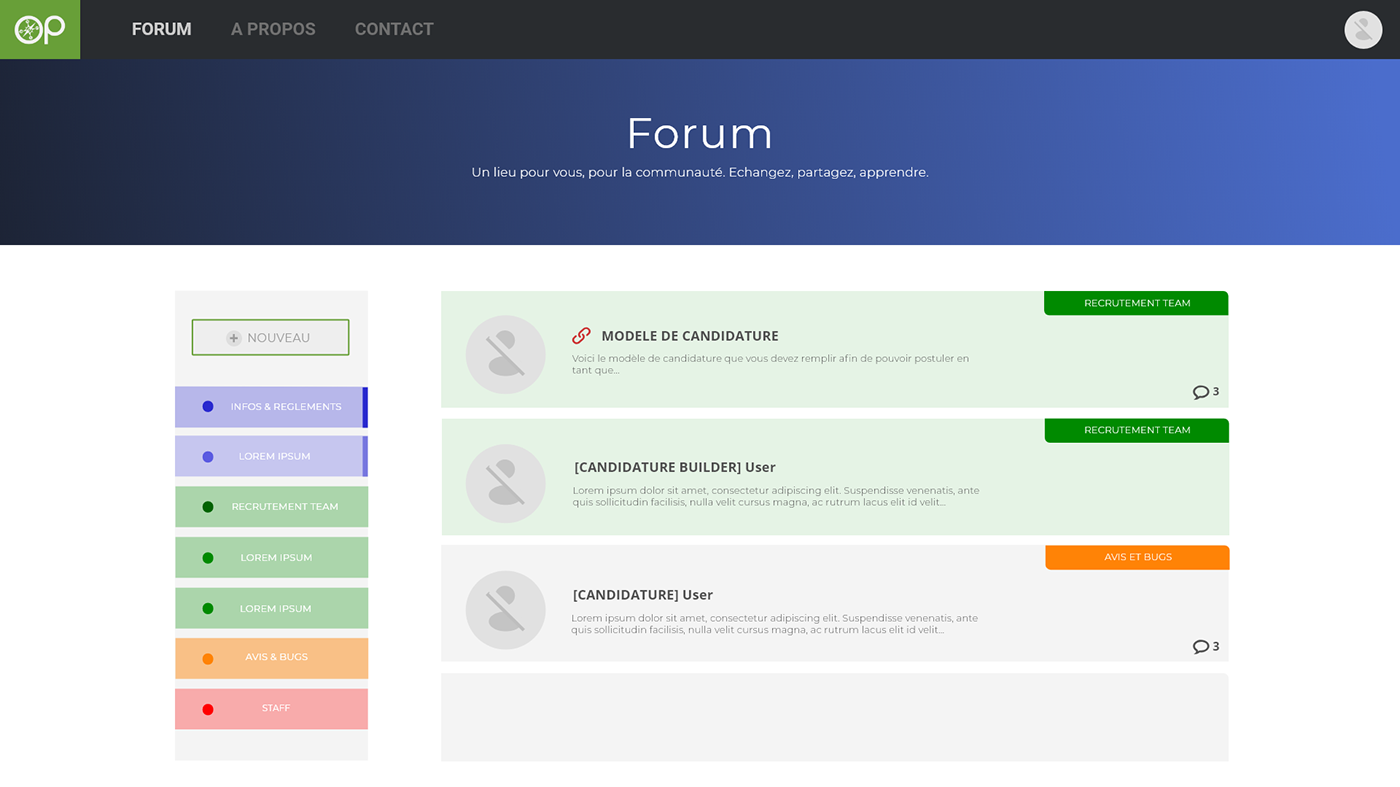 OP
FORUM
A PROPOS
CONTACT
Forum
Un lieu pour vous, pour la communauté. Echangez, partagez, apprendre.
+ NOUVEAU
INFOS & REGLEMENTS
LOREM IPSUM
RECRUTEMENT TEAM
LOREM IPSUM
LOREM IPSUM
AVIS & BUGS
STAFF
RECRUTEMENT TEAM
MODELE DE CANDIDATURE
Voici le modèle de candidature que vous devez remplir afin de pouvoir postuler en
tant que...
3
RECRUTEMENT TEAM
[CANDIDATURE BUILDER] User
Lorem ipsum dolor sit amet, consectetur adipiscing elit. Suspendisse venenatis, ante
quis sollicitudin facilisis, nulla velit cursus magna, ac rutrum lacus elit id velit...
AVIS ET BUGS
[CANDIDATURE] User
Lorem ipsum dolor sit amet, consectetur adipiscing elit. Suspendisse venenatis, ante
quis sollicitudin facilisis, nulla velit cursus magna, ac rutrum lacus elit id velit...
3